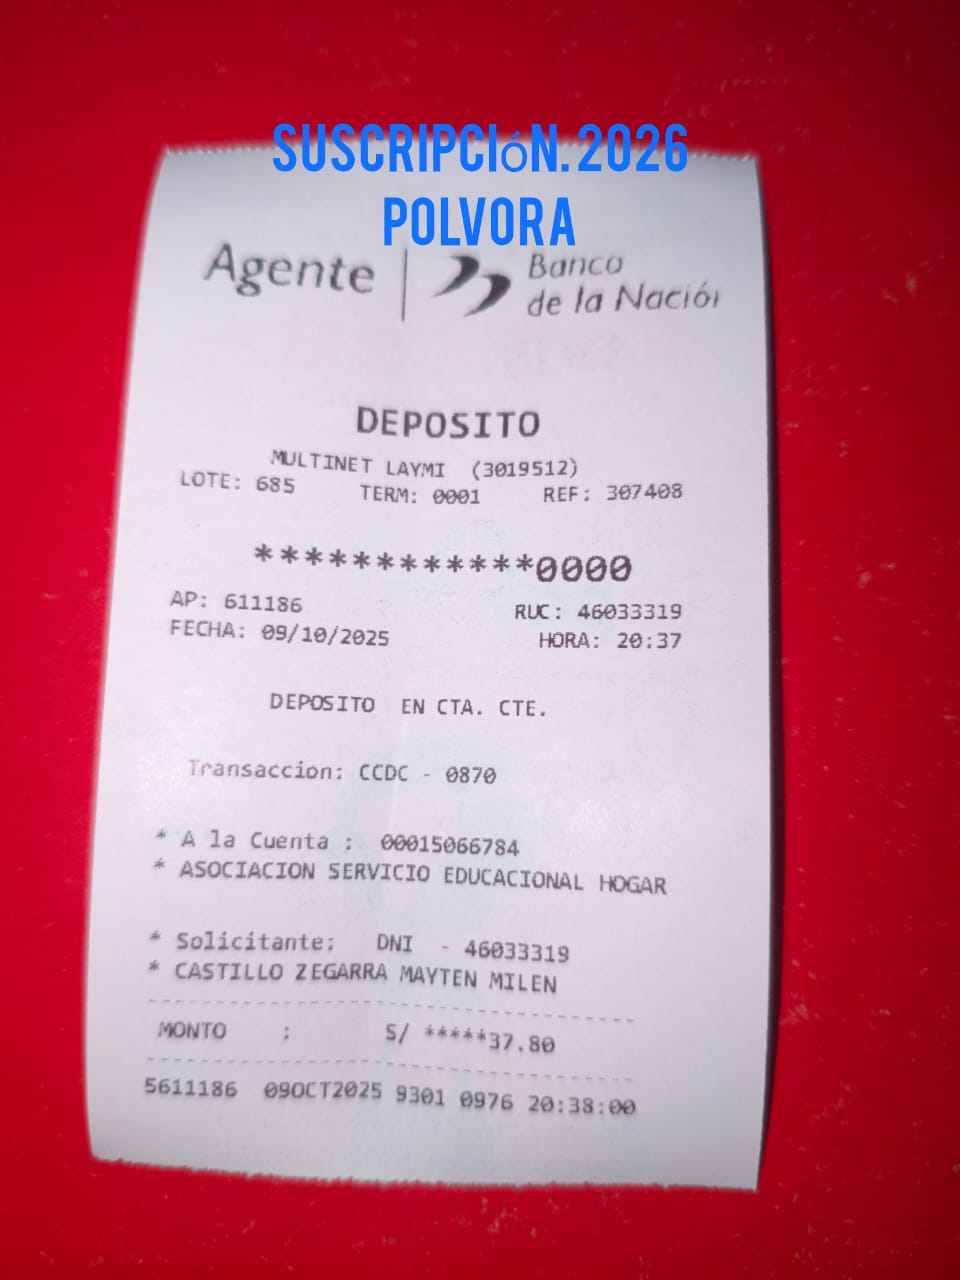 SUSCRIPCIóN. 2026
POLVORA
Agente | Banco
de la Nación
DEPOSITO
MULTINET LAYMI (3019512)
LOTE: 685 TERM: 0001 REF: 307408
************0000
AP: 611186 RUC: 46033319
FECHA: 09/10/2025 HORA: 20:37
DEPOSITO EN CTA. CTE.
Transaccion: CCDC - 0870
* A la Cuenta : 00015066784
* ASOCIACION SERVICIO EDUCACIONAL HOGAR
* Solicitante: DNI - 46033319
* CASTILLO ZEGARRA MAYTEN MILEN
MONTO : S/ *****37.80
5611186 09OCT2025 9301 0976 20:38:00